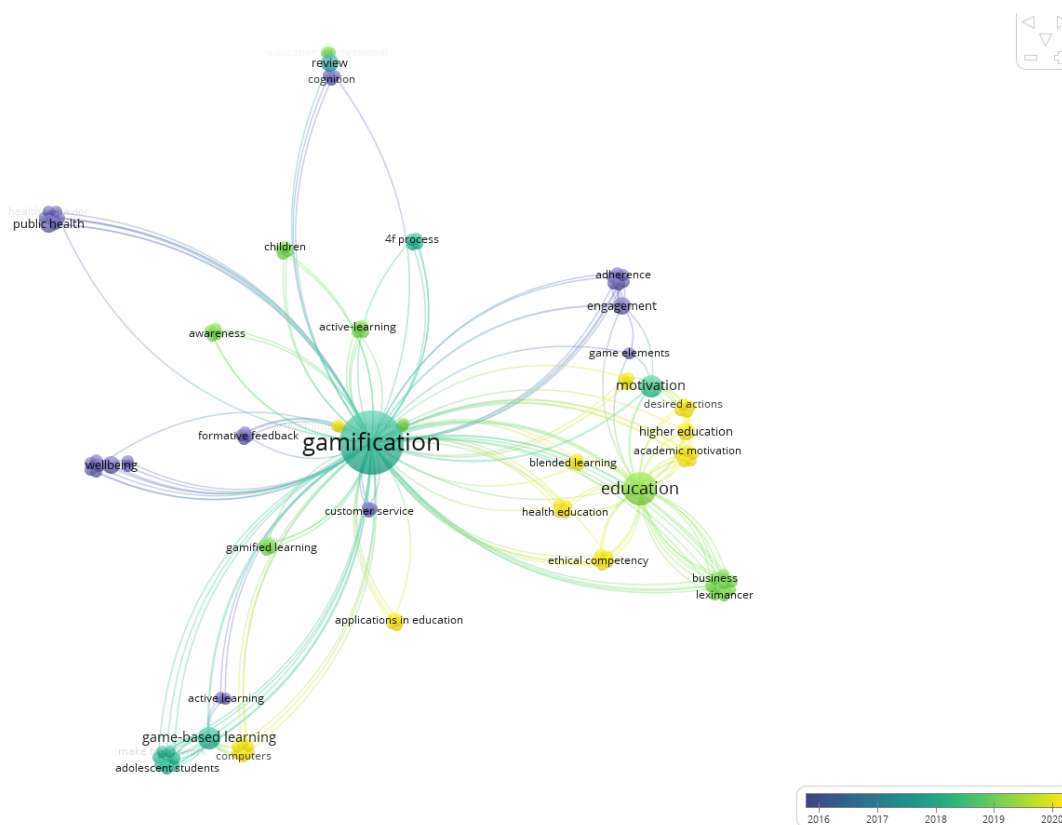 review
cognition
public health
children
4f process
adherence
engagement
awareness
active-learning
game elements
motivation
desired actions
formative feedback
gamification
higher education
academic motivation
wellbeing
blended learning
education
customer service
health education
gamified learning
ethical competency
business
leximancer
applications in education
active learning
game-based learning
computers
adolescent students
2016 2017 2018 2019 2020